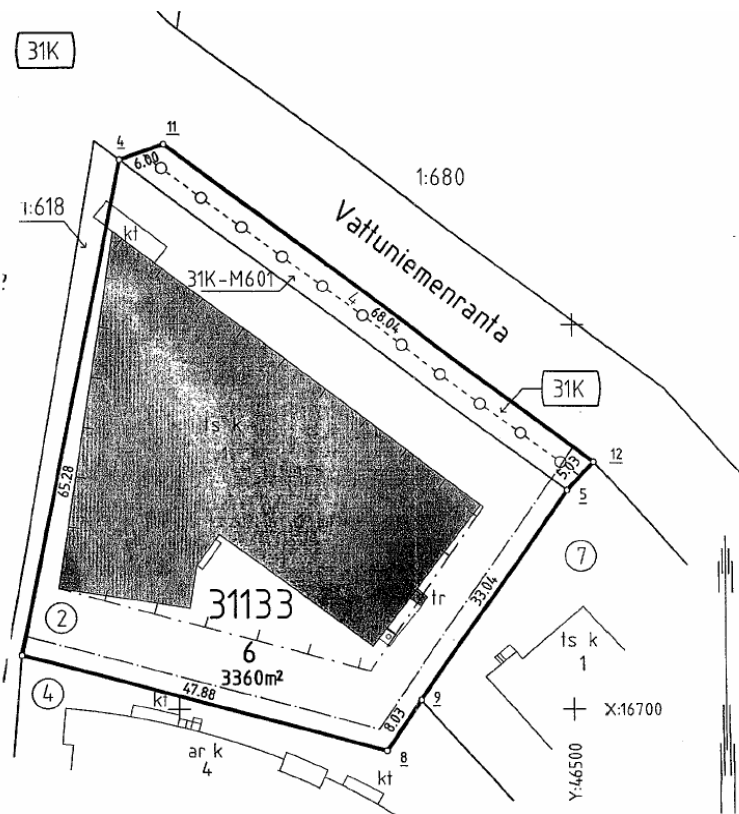 31K
11
4
6.00
1:680
1:618
Vattuniemenranta
kt
31K-M601
4
68.04
31K
ts k
12
5.03
5
65.28
7
33.04
tr
31133
2
6
3360m²
ts k
1
47.88
9
4
kt
8.03
X:16700
ar k
4
8
kt
Y:46500